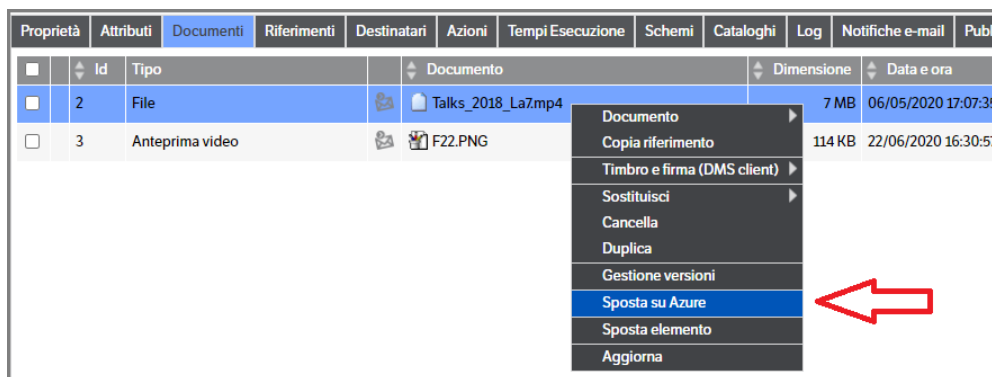 Proprietà Attributi Documenti Riferimenti Destinatari Azioni Tempi Esecuzione Schemi Cataloghi Log Notifiche e-mail Publ
Id Tipo Documento Dimensione Data e ora
2 File Talks_2018_La7.mp4 7 MB 06/05/2020 17:07:39
3 Anteprima video F22.PNG 114 KB 22/06/2020 16:30:57
Documento
Copia riferimento
Timbro e firma (DMS client)
Sostituisci
Cancella
Duplica
Gestione versioni
Sposta su Azure
Sposta elemento
Aggiorna